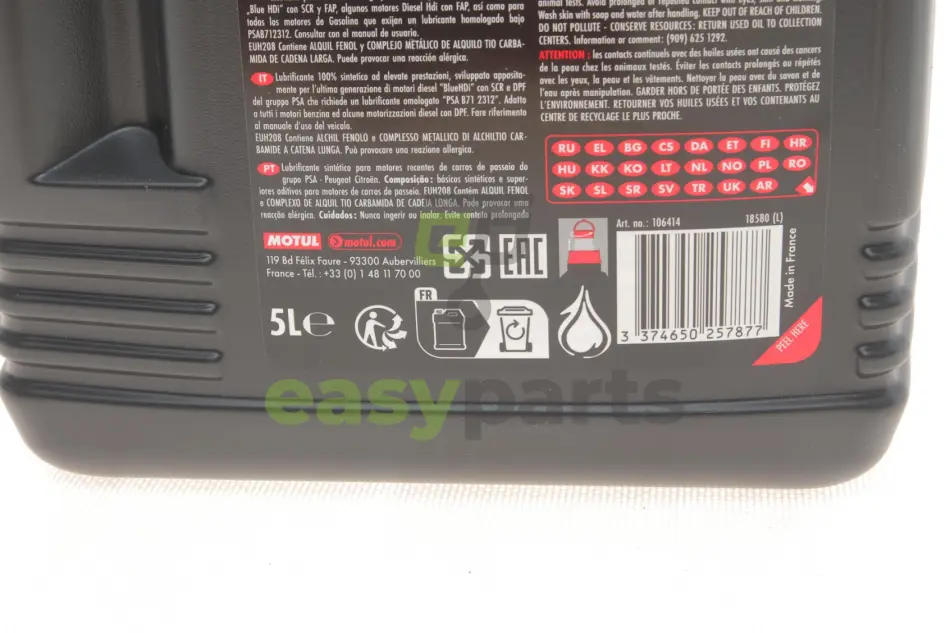 "Blue HDi" con SCR y FAP, algunos motores Diesel Hdi con FAP, así como para
todos los motores de Gasolina que exijan un lubricante homologado bajo
PSAB712312. Consultar con el manual de usuario.
EUH208 Contiene ALQUIL FENOL y COMPLEJO METÁLICO DE ALQUILO TIO CARBA-
MIDA DE CADENA LARGA. Puede provocar una reacción alérgica.
IT Lubrificante 100% sintetico ad elevate prestazioni, sviluppato apposita-
mente per l'ultima generazione di motori diesel "BlueHDi" con SCR e DPF
del gruppo PSA che richiede un lubrificante omologato "PSA B71 2312". Adatto
a tutti i motori benzina ed alcune motorizzazioni diesel con DPF. Fare riferimento
al manuale d'uso del veicolo.
EUH208 Contiene ALCHIL FENOLO e COMPLESSO METALLICO DI ALCHILTIO CAR-
BAMIDE A CATENA LUNGA. Può provocare una reazione allergica.
PT Lubrificante sintético para motores recentes de carros de passeio do
grupo PSA - Peugeot Citroën. Composição : básicos sintéticos e super-
iores aditivos para motores de carros de passeio. EUH208 Contém ALQUIL FENOL
e COMPLEXO DE ALQUIL TIO CARBAMIDA DE CADEIA LONGA. Pode provocar uma
reacção alérgica. Cuidados : Nunca ingerir ou inalar. Evite contato prolongado
MOTUL motul.com
119 Bd Félix Faure - 93300 Aubervilliers
France - Tél. : +33 (0) 1 48 11 70 00
EAC
5L℮
FR
animal tests. Avoid prolonged or repeated contact with eyes, skin and clothing.
Wash skin with soap and water after handling. KEEP OUT OF REACH OF CHILDREN.
DO NOT POLLUTE - CONSERVE RESOURCES: RETURN USED OIL TO COLLECTION
CENTERS. Information or comment: (909) 625 1292.
ATTENTION : les contacts continuels avec des huiles usées ont causé des cancers
de la peau chez les animaux testés. Éviter les contacts prolongés ou répétés
avec les yeux, la peau et les vêtements. Nettoyer la peau avec du savon et de
l'eau après manipulation. GARDER HORS DE PORTÉE DES ENFANTS. PROTÉGEZ
L'ENVIRONNEMENT. RETOURNER VOS HUILES USÉES ET VOS CONTENANTS AU
CENTRE DE RECYCLAGE LE PLUS PROCHE.
RU EL BG CS DA ET FI HR
HU KK KO LT NL NO PL RO
SK SL SR SV TR UK AR
Art. no.: 106414 18580 (L)
3 374650 257877
Made in France
PEEL HERE
easyparts